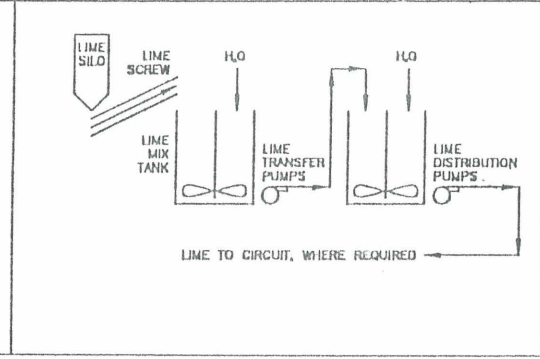 LIME
SILO
LIME
SCREW
H₂O
H₂O
LIME
MIX
TANK
LIME
TRANSFER
PUMPS
LIME
DISTRIBUTION
PUMPS.
LIME TO CIRCUIT, WHERE REQUIRED